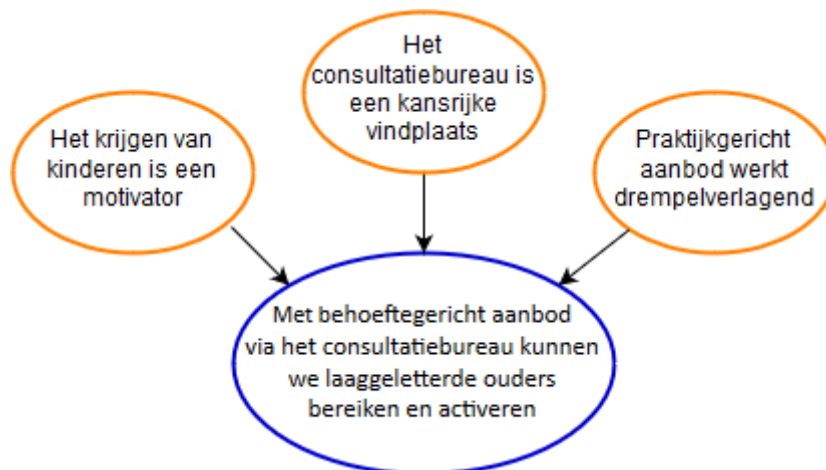 Het
consultatiebureau is
een kansrijke
vindplaats
Het krijgen van
kinderen is een
motivator
Praktijkgericht
aanbod werkt
drempelverlagend
Met behoeftegericht aanbod
via het consultatiebureau kunnen
we laaggeletterde ouders
bereiken en activeren